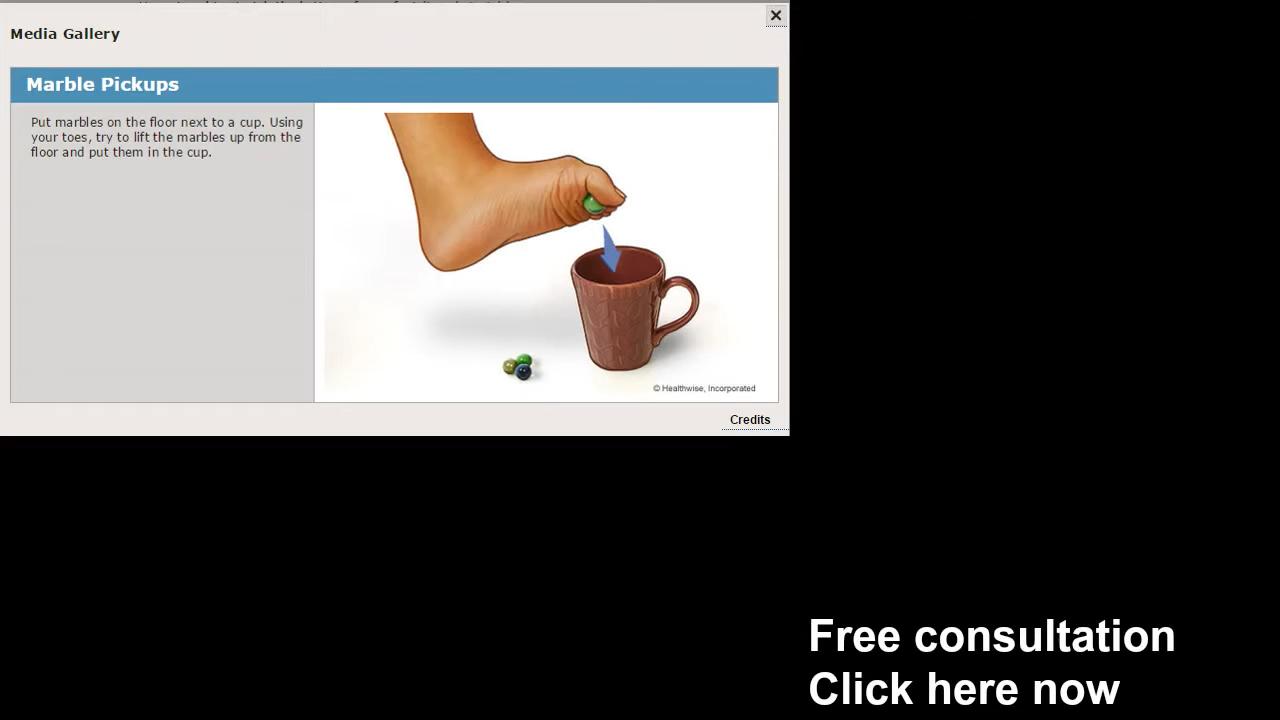 Media Gallery
Marble Pickups
Put marbles on the floor next to a cup. Using
your toes, try to lift the marbles up from the
floor and put them in the cup.
© Healthwise, Incorporated
Credits
Free consultation
Click here now